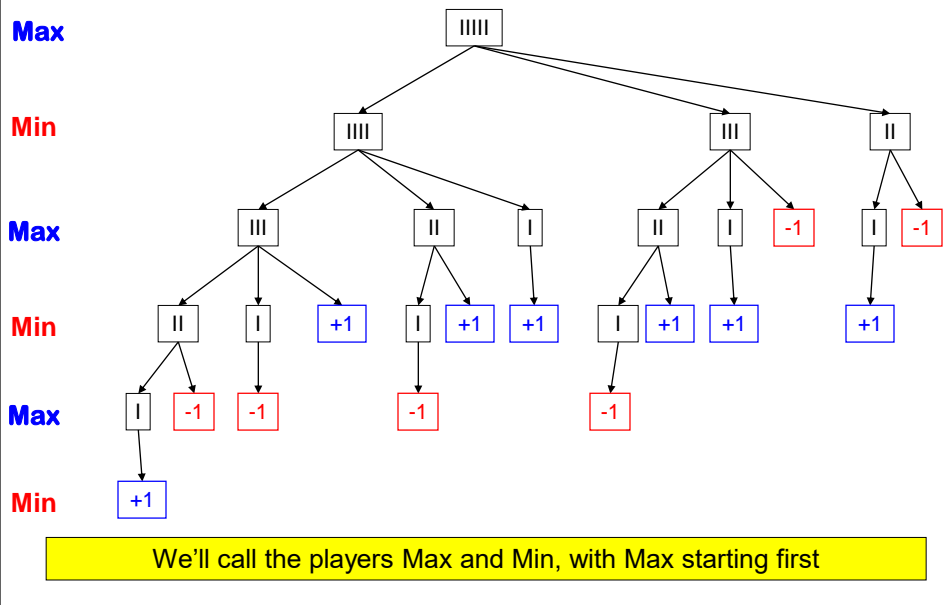 Max IIIII
Min IIII III II
Max III II I II I -1 I -1
Min II I +1 I +1 +1 I +1 +1 +1
Max I -1 -1 -1 -1
Min +1
We'll call the players Max and Min, with Max starting first